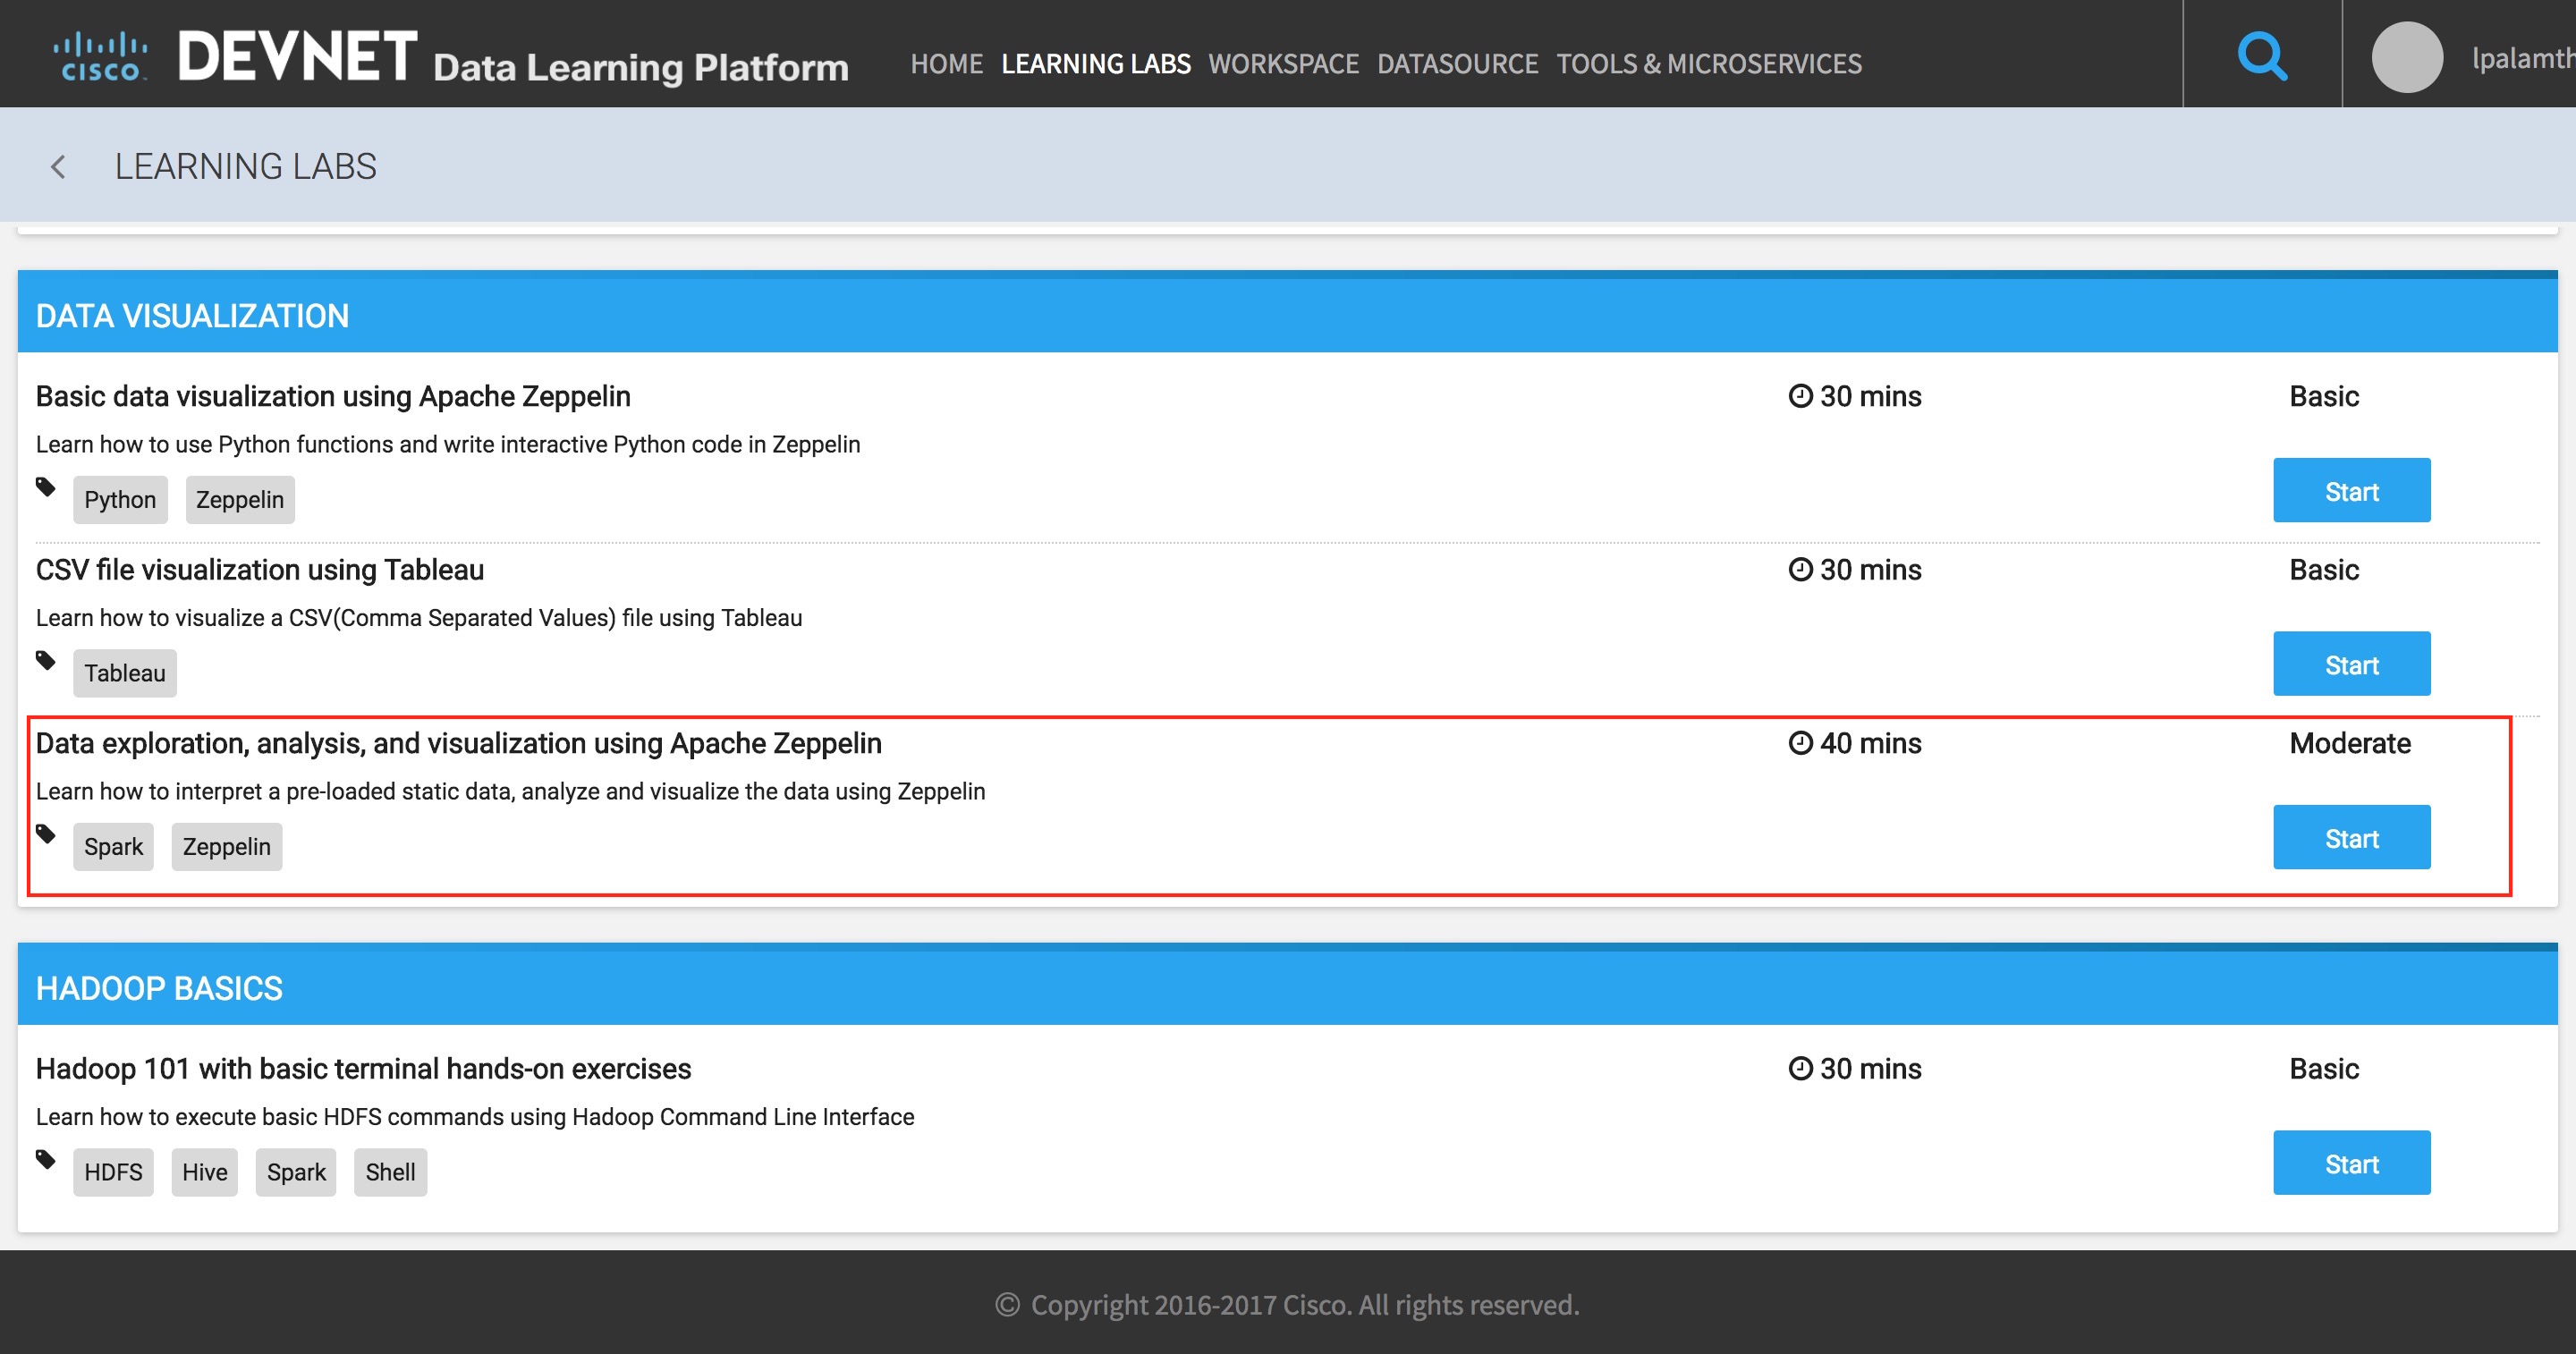 CISCO DEVNET Data Learning Platform HOME LEARNING LABS WORKSPACE DATASOURCE TOOLS & MICROSERVICES lpalamth
LEARNING LABS
DATA VISUALIZATION
Basic data visualization using Apache Zeppelin 30 mins Basic
Learn how to use Python functions and write interactive Python code in Zeppelin
Python Zeppelin Start
CSV file visualization using Tableau 30 mins Basic
Learn how to visualize a CSV(Comma Separated Values) file using Tableau
Tableau Start
Data exploration, analysis, and visualization using Apache Zeppelin 40 mins Moderate
Learn how to interpret a pre-loaded static data, analyze and visualize the data using Zeppelin
Spark Zeppelin Start
HADOOP BASICS
Hadoop 101 with basic terminal hands-on exercises 30 mins Basic
Learn how to execute basic HDFS commands using Hadoop Command Line Interface
HDFS Hive Spark Shell Start
© Copyright 2016-2017 Cisco. All rights reserved.